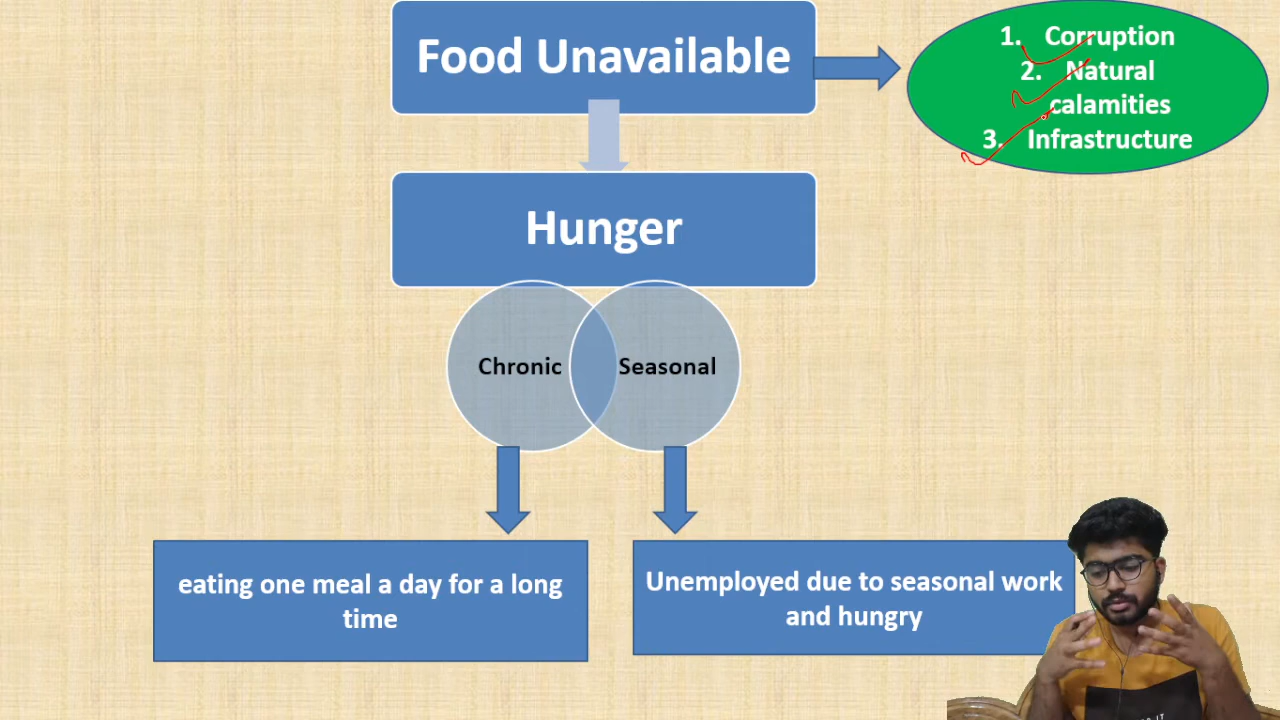 Food Unavailable
1. Corruption
2. Natural
calamities
3. Infrastructure
Hunger
Chronic
Seasonal
eating one meal a day for a long
time
Unemployed due to seasonal work
and hungry